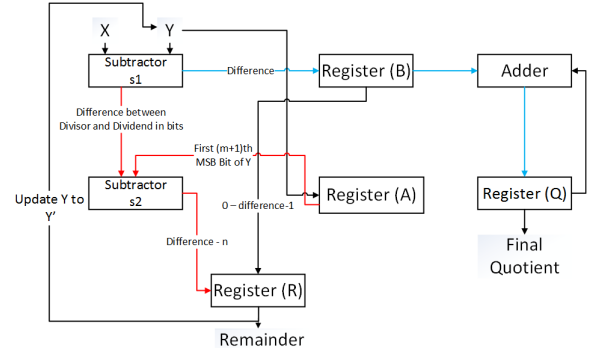 X
Y
Subtractor
s1
Difference
Register (B)
Adder
Difference between
Divisor and Dividend in bits
First (m+1)th
MSB Bit of Y
Update Y to
Y'
Subtractor
s2
0 – difference-1
Register (A)
Register (Q)
Difference - n
Final
Quotient
Register (R)
Remainder